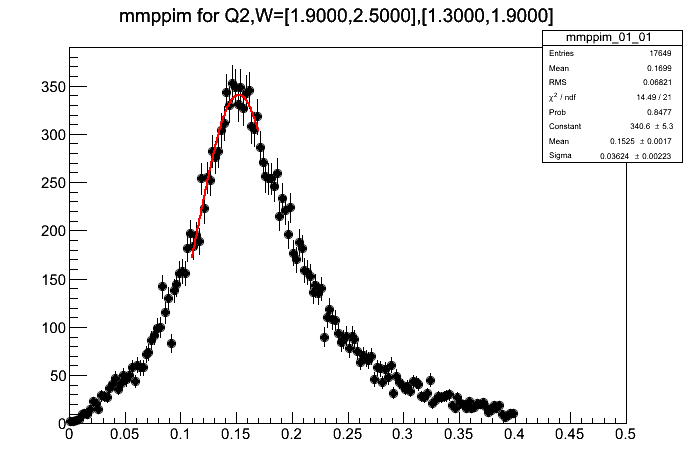 mmppim for Q2,W=[1.9000,2.5000],[1.3000,1.9000]
mmppim_01_01
Entries 17649
Mean 0.1699
RMS 0.06821
χ² / ndf 14.49 / 21
Prob 0.8477
Constant 340.6 ± 5.3
Mean 0.1525 ± 0.0017
Sigma 0.03624 ± 0.00223
350
300
250
200
150
100
50
0
0 0.05 0.1 0.15 0.2 0.25 0.3 0.35 0.4 0.45 0.5